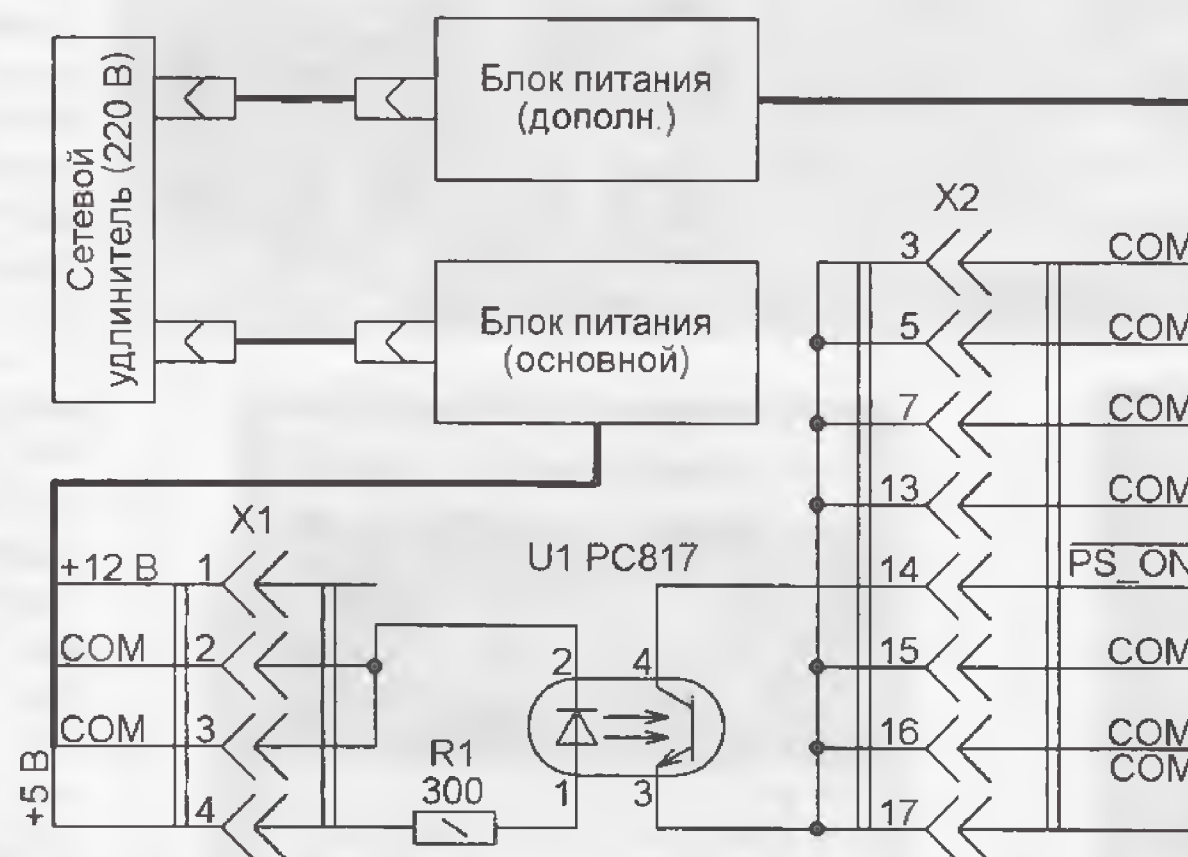 Сетевой
удлинитель (220 В)
Блок питания
(дополн.)
Блок питания
(основной)
X2
3
COM
5
COM
7
COM
13
COM
14
PS_ON
15
COM
16
COM
COM
17
X1
+12 В
1
COM
2
COM
3
+5 В
4
R1
300
U1 PC817
2
4
1
3